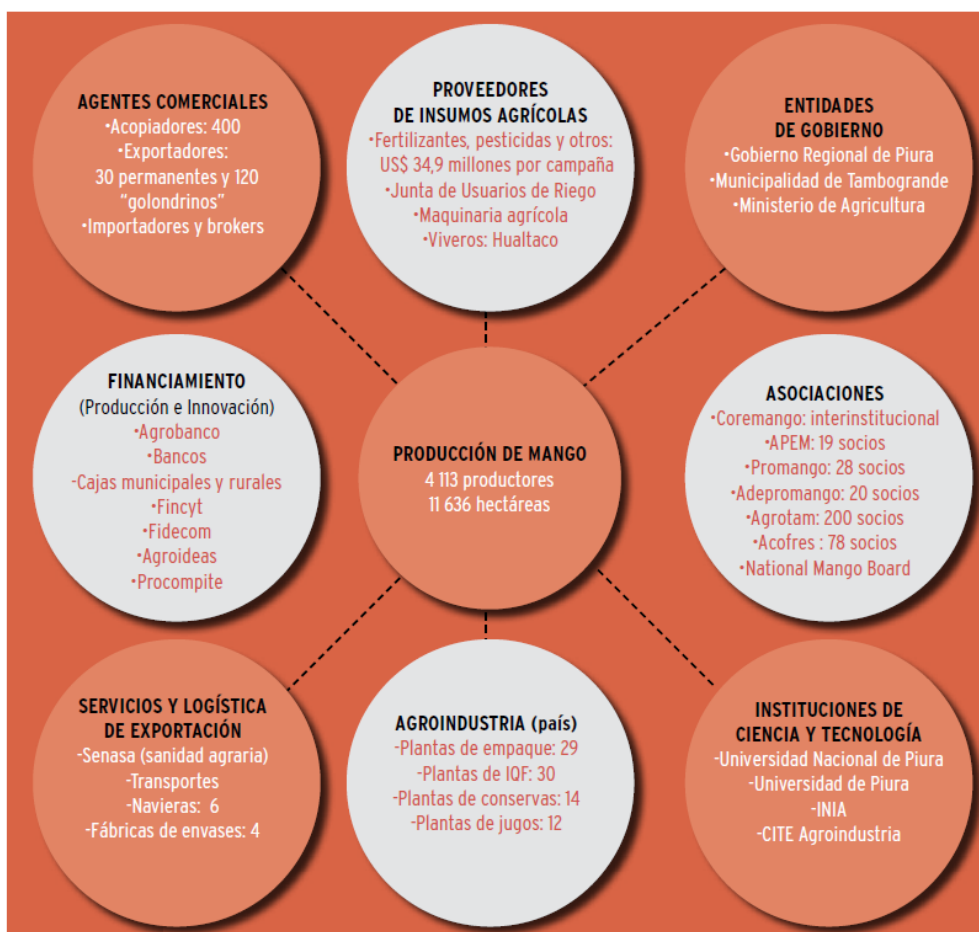 AGENTES COMERCIALES
•Acopiadores: 400
•Exportadores:
30 permanentes y 120
"golondrinos"
•Importadores y brokers
PROVEEDORES
DE INSUMOS AGRÍCOLAS
•Fertilizantes, pesticidas y otros:
US$ 34,9 millones por campaña
•Junta de Usuarios de Riego
•Maquinaria agrícola
•Viveros: Hualtaco
ENTIDADES
DE GOBIERNO
•Gobierno Regional de Piura
•Municipalidad de Tambogrande
•Ministerio de Agricultura
FINANCIAMIENTO
(Producción e Innovación)
•Agrobanco
•Bancos
-Cajas municipales y rurales
•Fincyt
•Fidecom
•Agroideas
•Procompite
PRODUCCIÓN DE MANGO
4 113 productores
11 636 hectáreas
ASOCIACIONES
•Coremango: interinstitucional
•APEM: 19 socios
•Promango: 28 socios
•Adepromango: 20 socios
•Agrotam: 200 socios
•Acofres : 78 socios
•National Mango Board
SERVICIOS Y LOGÍSTICA
DE EXPORTACIÓN
-Senasa (sanidad agraria)
-Transportes
-Navieras: 6
-Fábricas de envases: 4
AGROINDUSTRIA (país)
-Plantas de empaque: 29
-Plantas de IQF: 30
-Plantas de conservas: 14
-Plantas de jugos: 12
INSTITUCIONES DE
CIENCIA Y TECNOLOGÍA
-Universidad Nacional de Piura
-Universidad de Piura
-INIA
-CITE Agroindustria